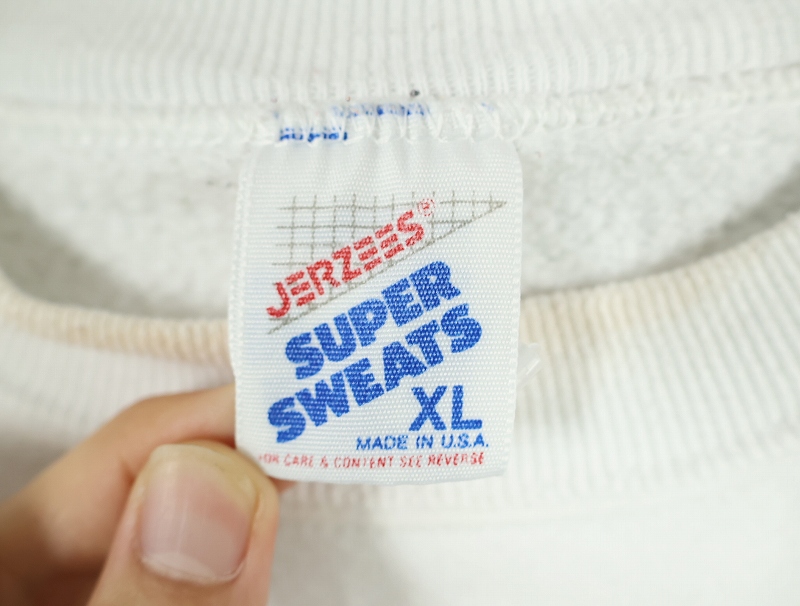 JERZEES®
SUPER
SWEATS
XL
MADE IN U.S.A.
FOR CARE & CONTENT SEE REVERSE